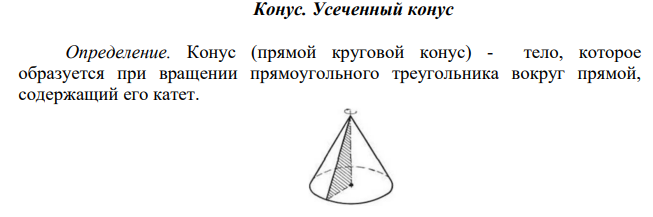 Конус. Усеченный конус
Определение. Конус (прямой круговой конус) - тело, которое
образуется при вращении прямоугольного треугольника вокруг прямой,
содержащий его катет.